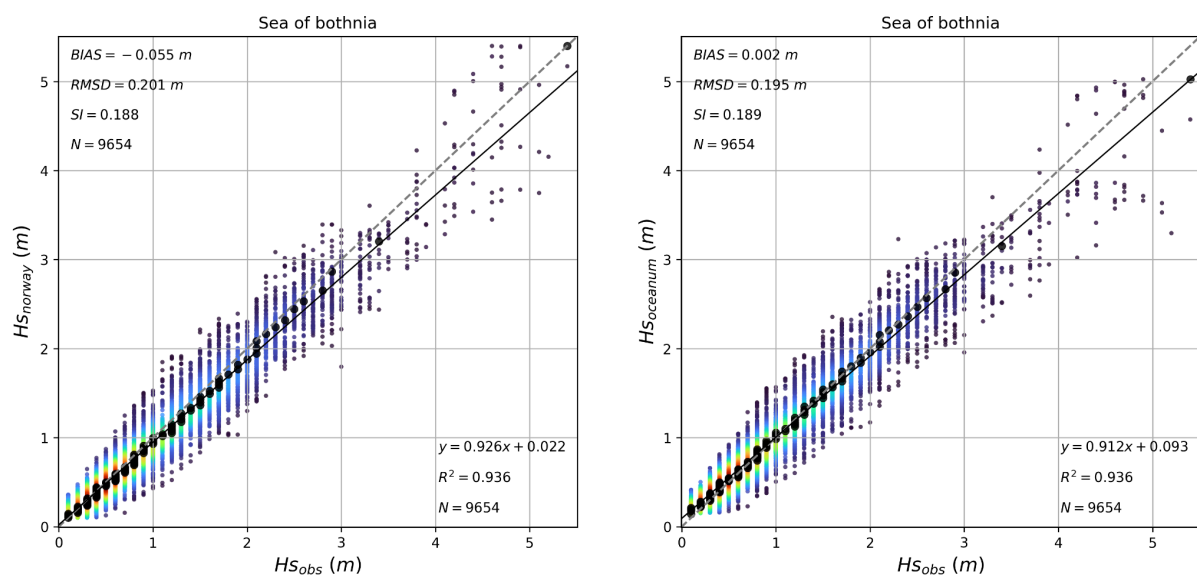 Sea of bothnia
BIAS = −0.055 m
RMSD = 0.201 m
SI = 0.188
N = 9654
y = 0.926x + 0.022
R² = 0.936
N = 9654
5
4
3
2
1
0
0 1 2 3 4 5
Hs_norway (m)
Hs_obs (m)
Sea of bothnia
BIAS = 0.002 m
RMSD = 0.195 m
SI = 0.189
N = 9654
y = 0.912x + 0.093
R² = 0.936
N = 9654
5
4
3
2
1
0
0 1 2 3 4 5
Hs_oceanum (m)
Hs_obs (m)